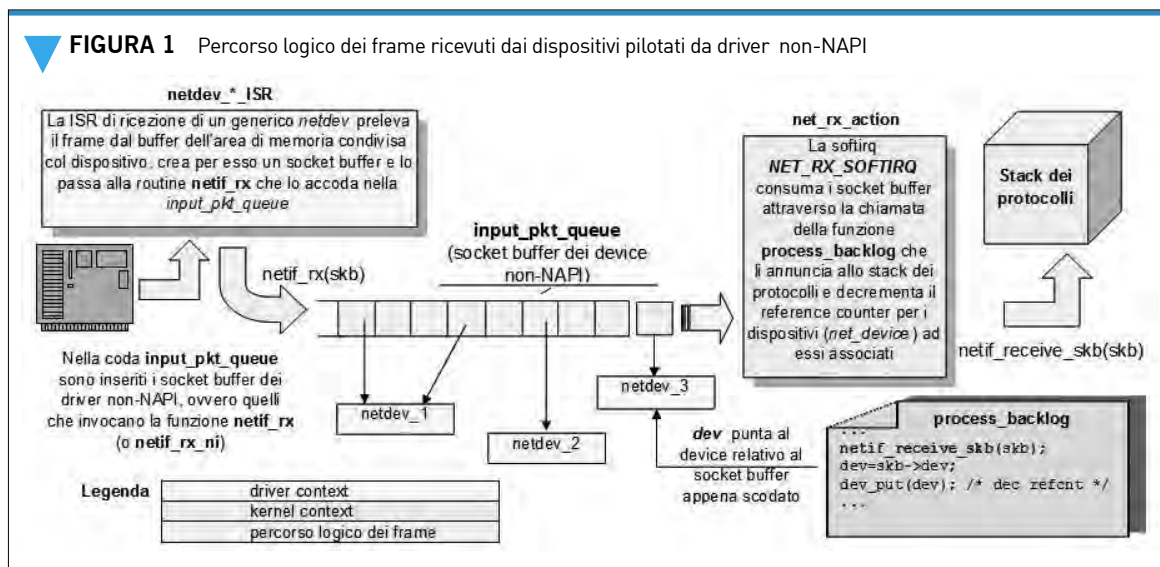 FIGURA 1 Percorso logico dei frame ricevuti dai dispositivi pilotati da driver non-NAPI
netdev_*_ISR
La ISR di ricezione di un generico netdev preleva
il frame dal buffer dell'area di memoria condivisa
col dispositivo, crea per esso un socket buffer e lo
passa alla routine netif_rx che lo accoda nella
input_pkt_queue
netif_rx(skb)
Nella coda input_pkt_queue
sono inseriti i socket buffer dei
driver non-NAPI, ovvero quelli
che invocano la funzione netif_rx
(o netif_rx_ni)
input_pkt_queue
(socket buffer dei device
non-NAPI)
netdev_1
netdev_2
netdev_3
net_rx_action
La softirq
NET_RX_SOFTIRQ
consuma i socket buffer
attraverso la chiamata
della funzione
process_backlog che
li annuncia allo stack dei
protocolli e decrementa il
reference counter per i
dispositivi (net_device) ad
essi associati
Stack dei
protocolli
netif_receive_skb(skb)
dev punta al
device relativo al
socket buffer
appena scodato
process_backlog
...
netif_receive_skb(skb);
dev=skb->dev;
dev_put(dev); /* dec refcnt */
...
Legenda
driver context
kernel context
percorso logico dei frame